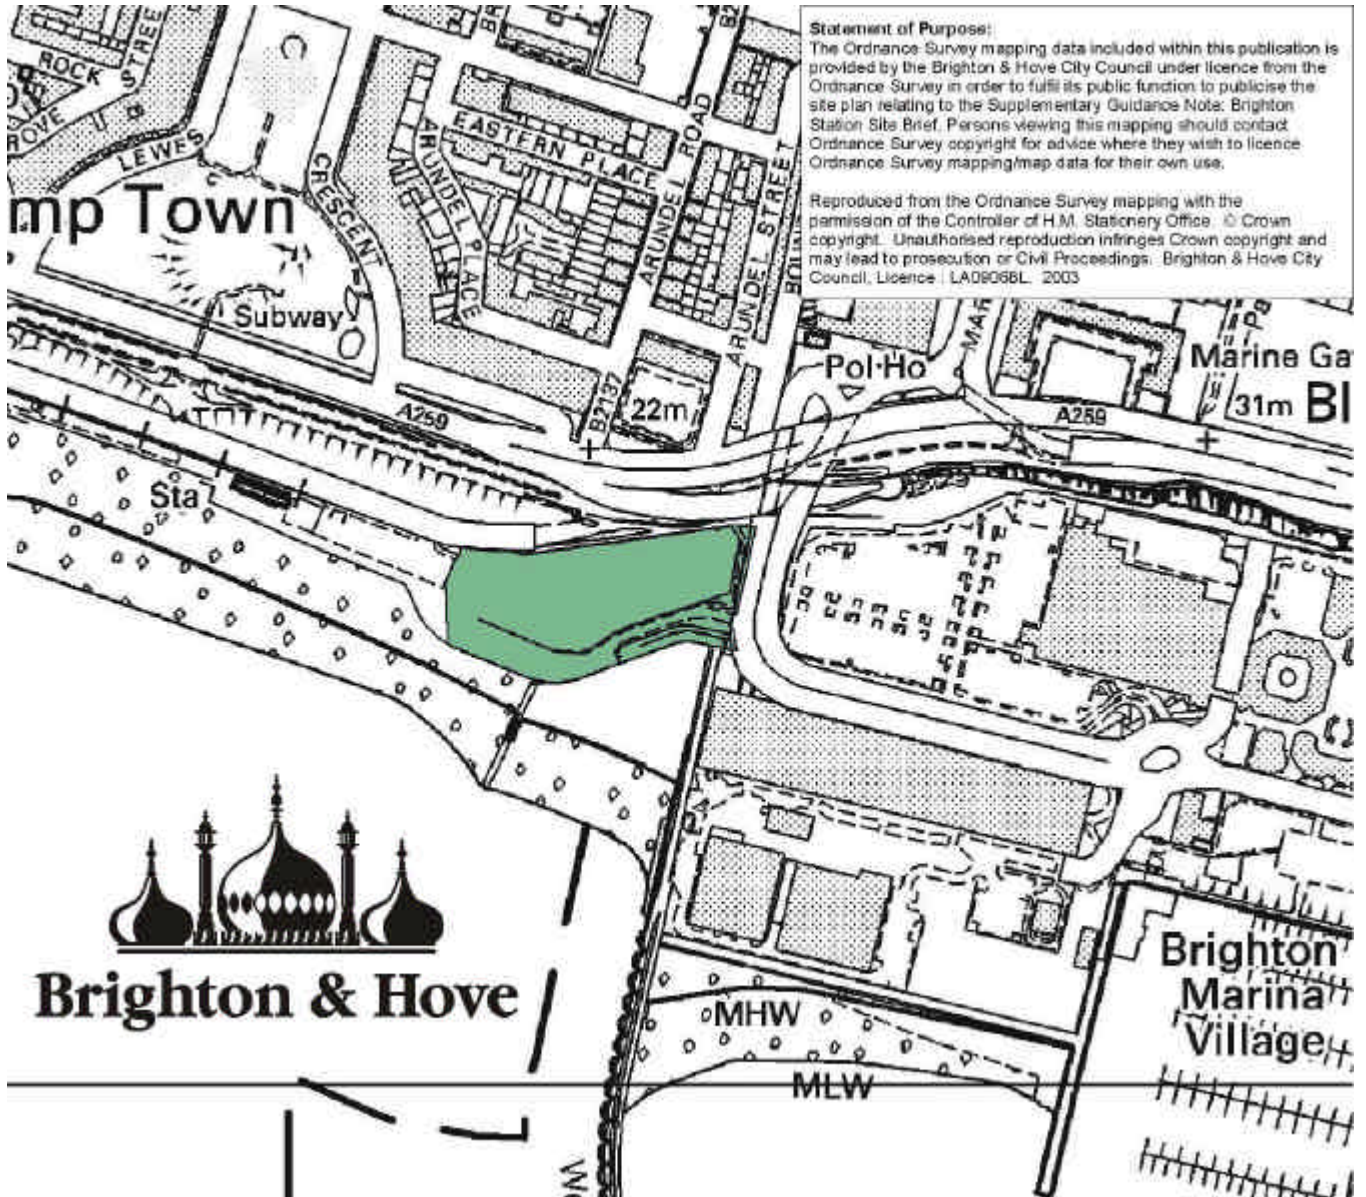 Statement of Purpose:
The Ordnance Survey mapping data included within this publication is
provided by the Brighton & Hove City Council under licence from the
Ordnance Survey in order to fulfil its public function to publicise the
site plan relating to the Supplementary Guidance Note: Brighton
Station Site Brief. Persons viewing this mapping should contact
Ordnance Survey copyright for advice where they wish to licence
Ordnance Survey mapping/map data for their own use.
Reproduced from the Ordnance Survey mapping with the
permission of the Controller of H.M. Stationery Office. © Crown
copyright. Unauthorised reproduction infringes Crown copyright and
may lead to prosecution or Civil Proceedings. Brighton & Hove City
Council, Licence : LA09068L. 2003
ROCK
STREET
ROVE
LEWES
CRESCENT
mp Town
Subway
EASTERN PLACE
ARUNDEL PLACE
ARUNDEL ROAD
ARUNDEL STREET
B2137
22m
A259
Pol Ho
MAR
Marine Ga
31m Bl
A259
Sta
Brighton & Hove
Brighton
Marina
Village
MHW
MLW